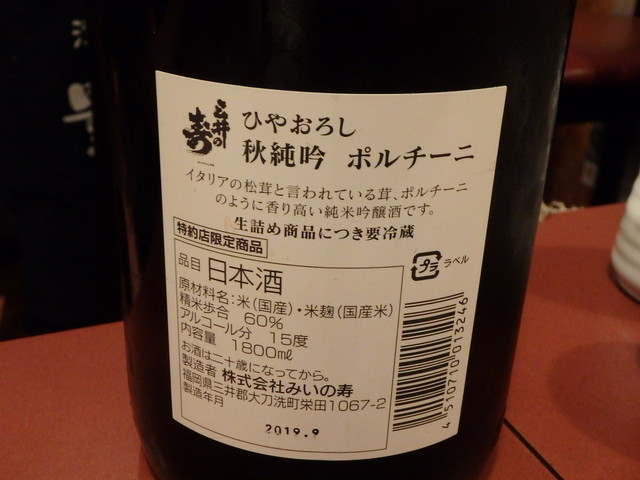 三井の寿
ひやおろし
秋純吟 ポルチーニ
イタリアの松茸と言われている茸、ポルチーニ
のように香り高い純米吟醸酒です。
生詰め商品につき要冷蔵
特約店限定商品
プラ ラベル
品目 日本酒
原材料名:米(国産)・米麹(国産米)
精米歩合 60%
アルコール分 15度
内容量 1800mℓ
お酒は二十歳になってから。
製造者 株式会社みいの寿
福岡県三井郡大刀洗町栄田1067-2
製造年月
2019.9
4510710013246